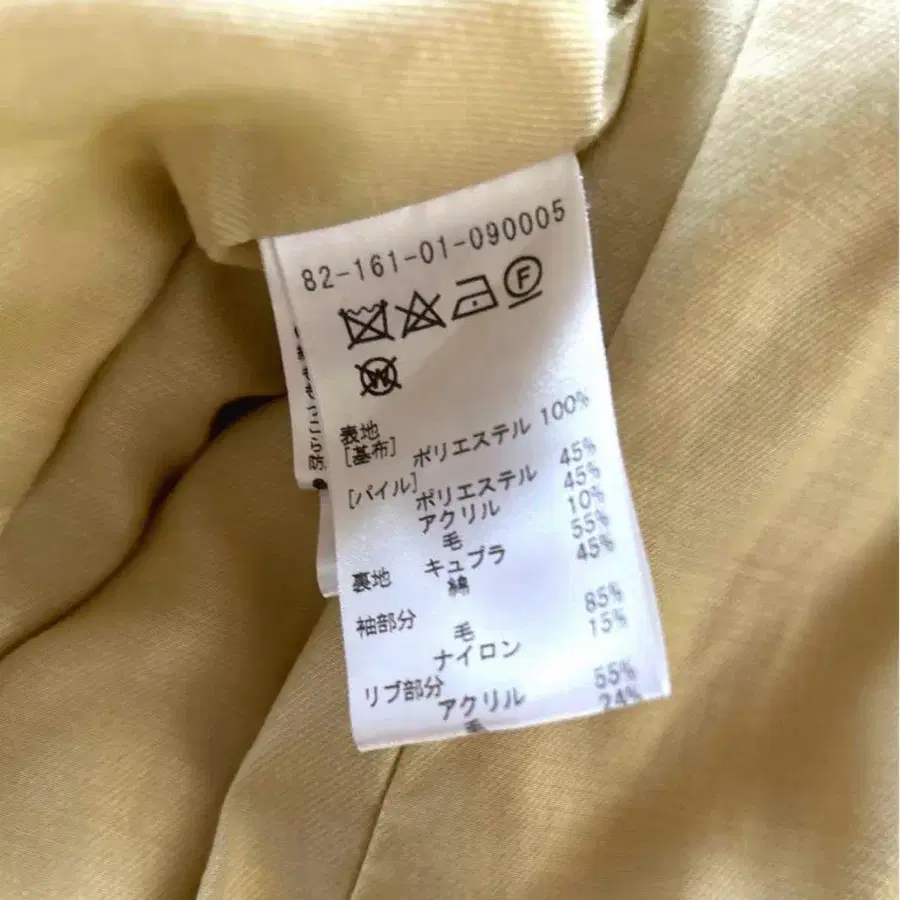 82-161-01-090005
F
W
表地
[基布] ポリエステル 100%
[パイル] ポリエステル 45%
アクリル 45%
毛 10%
裏地 キュプラ 55%
綿 45%
袖部分
毛 85%
ナイロン 15%
リブ部分
アクリル 55%
毛 24%